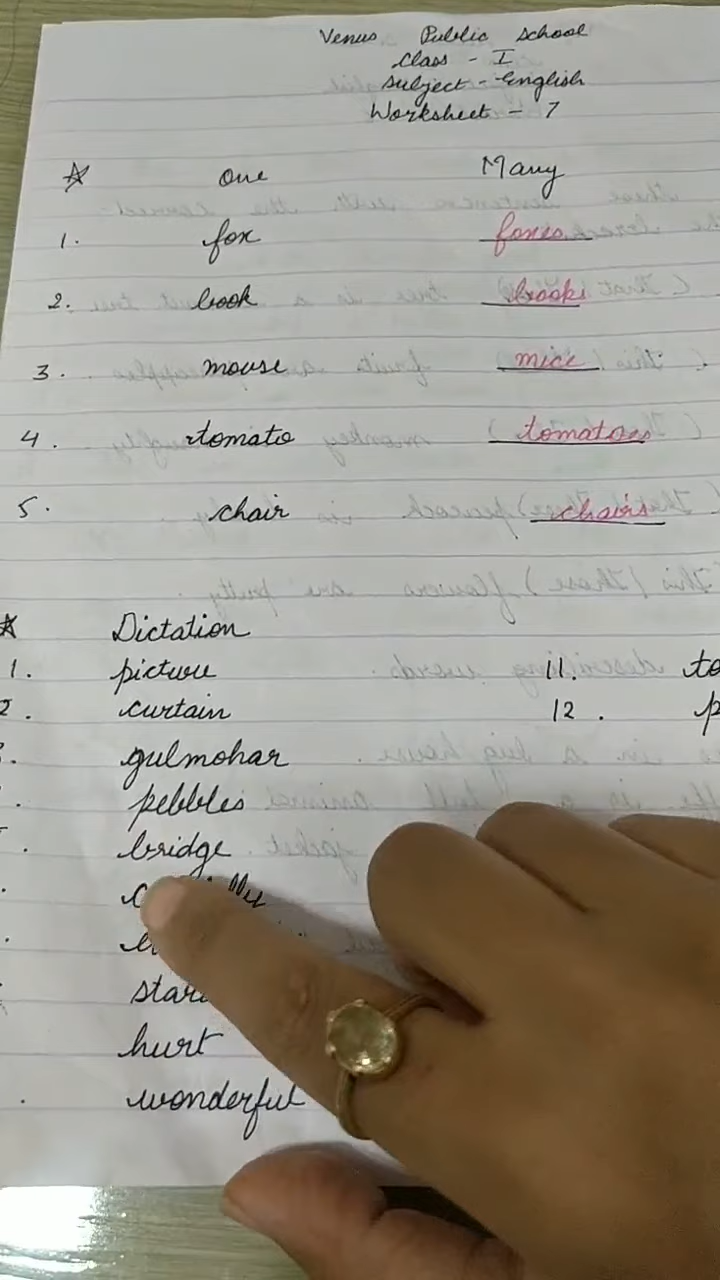 Venus Public School
Class - I
Subject - English
Worksheet - 7
☆ one Many
1. fox foxes
2. book books
3. mouse mice
4. tomato tomatoes
5. chair chairs
☆ Dictation
1. picture 11.
2. curtain 12.
gulmohar
pebbles
bridge
hurt
wonderful